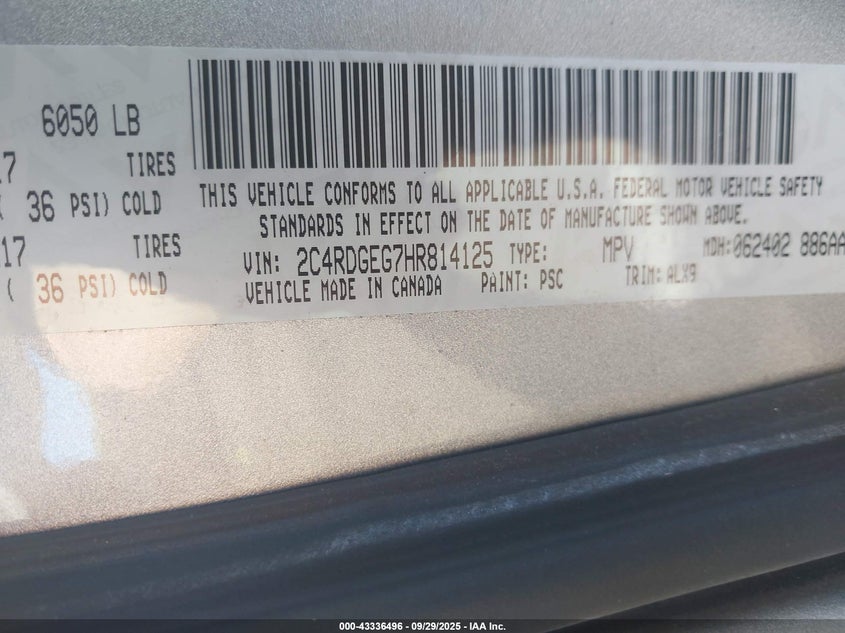 6050 LB
17 TIRES
( 36 PSI) COLD
17 TIRES
( 36 PSI) COLD
THIS VEHICLE CONFORMS TO ALL APPLICABLE U.S.A. FEDERAL MOTOR VEHICLE SAFETY
STANDARDS IN EFFECT ON THE DATE OF MANUFACTURE SHOWN ABOVE.
VIN: 2C4RDGEG7HR814125 TYPE: MPV MDH:062402 886AA
VEHICLE MADE IN CANADA PAINT: PSC TRIM: ALX9
000-43336496 - 09/29/2025 - IAA Inc.